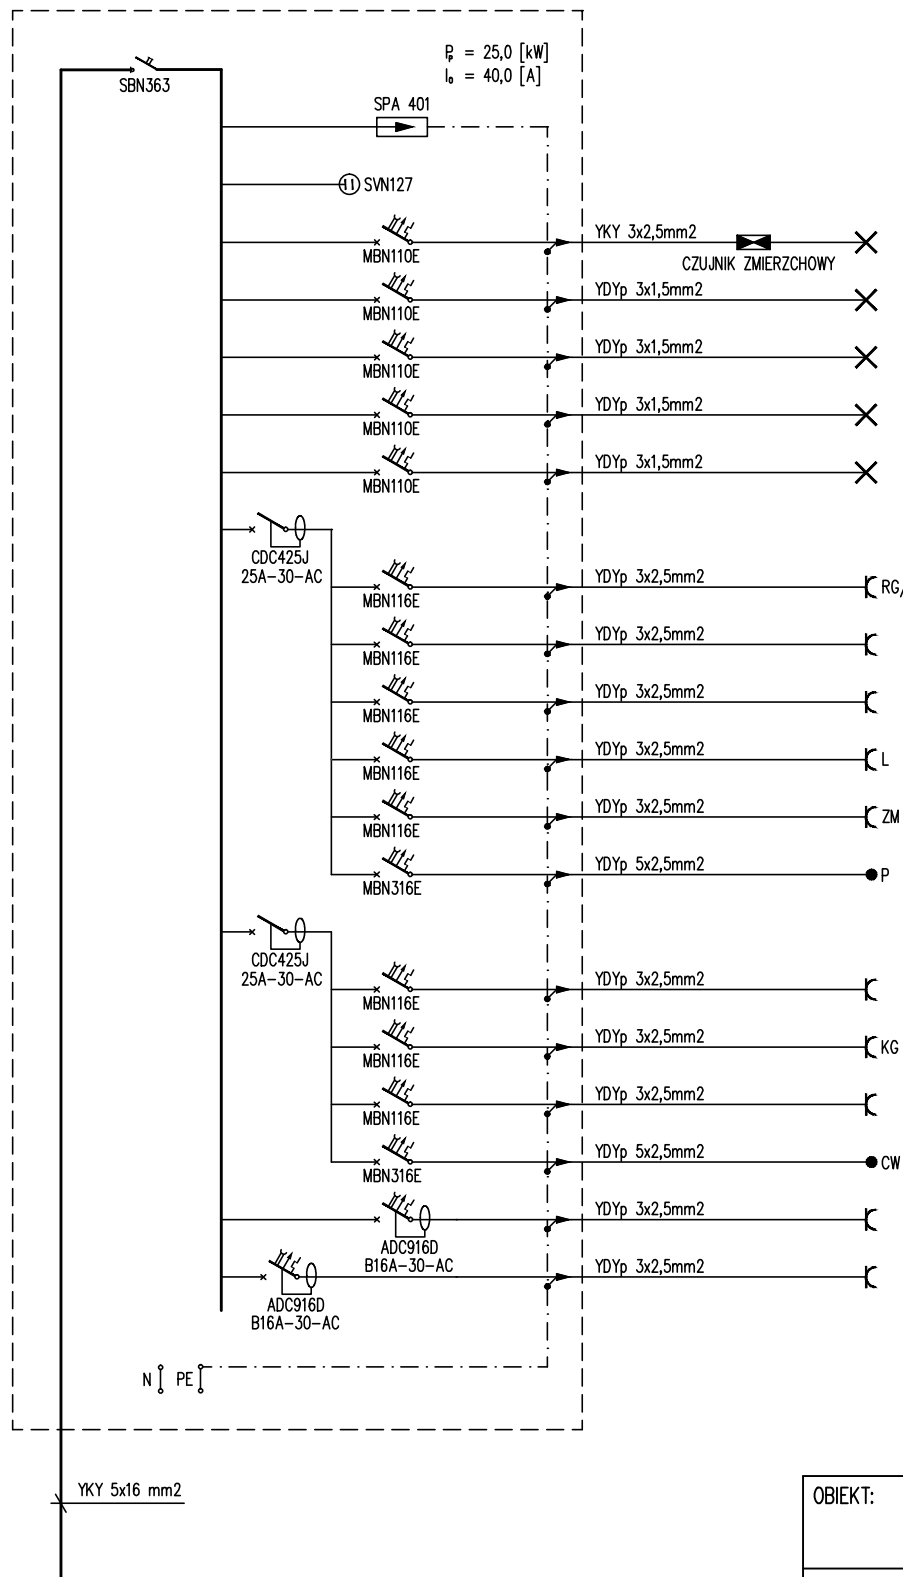 Pp = 25,0 [kW]
I₀ = 40,0 [A]
SBN363
SPA 401
SVN127
MBN110E
YKY 3x2,5mm2
CZUJNIK ZMIERZCHOWY
MBN110E
YDYp 3x1,5mm2
MBN110E
YDYp 3x1,5mm2
MBN110E
YDYp 3x1,5mm2
MBN110E
YDYp 3x1,5mm2
CDC425J
25A-30-AC
MBN116E
YDYp 3x2,5mm2
RG/
MBN116E
YDYp 3x2,5mm2
MBN116E
YDYp 3x2,5mm2
MBN116E
YDYp 3x2,5mm2
L
MBN116E
YDYp 3x2,5mm2
ZM
MBN316E
YDYp 5x2,5mm2
P
CDC425J
25A-30-AC
MBN116E
YDYp 3x2,5mm2
MBN116E
YDYp 3x2,5mm2
KG
MBN116E
YDYp 3x2,5mm2
MBN316E
YDYp 5x2,5mm2
CW
ADC916D
B16A-30-AC
YDYp 3x2,5mm2
ADC916D
B16A-30-AC
YDYp 3x2,5mm2
N PE
YKY 5x16 mm2
OBIEKT: